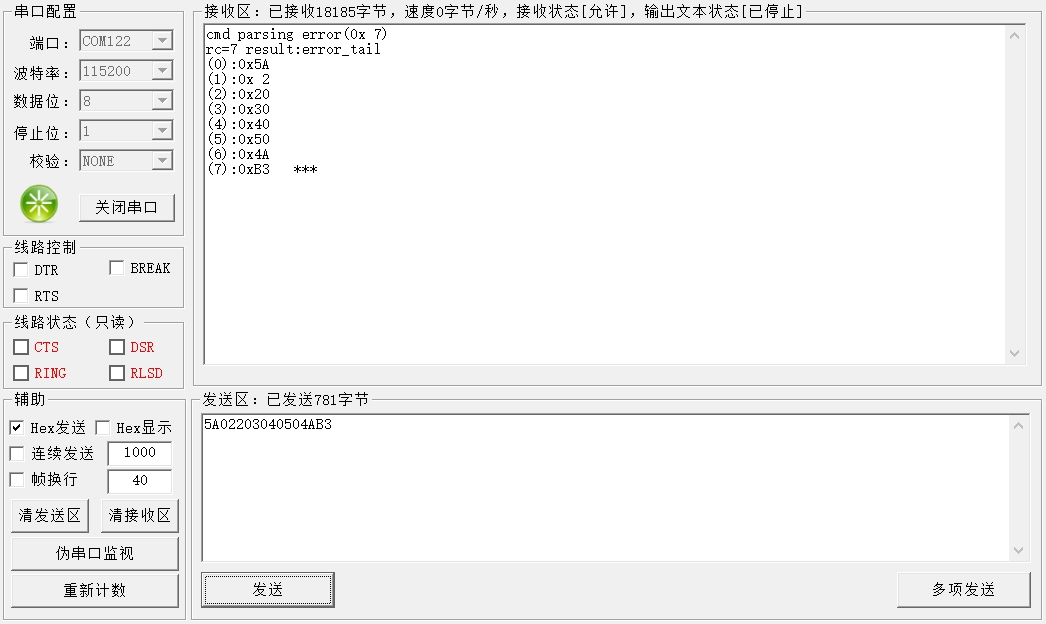 串口配置
端口： COM122
波特率： 115200
数据位： 8
停止位： 1
校验： NONE
关闭串口
线路控制
DTR BREAK
RTS
线路状态（只读）
CTS DSR
RING RLSD
辅助
Hex发送 Hex显示
连续发送 1000
帧换行 40
清发送区 清接收区
伪串口监视
重新计数
接收区：已接收18185字节，速度0字节/秒，接收状态[允许]，输出文本状态[已停止]
cmd parsing error(0x 7)
rc=7 result:error_tail
(0):0x5A
(1):0x 2
(2):0x20
(3):0x30
(4):0x40
(5):0x50
(6):0x4A
(7):0xB3 ***
发送区：已发送781字节
5A02203040504AB3
发送 多项发送